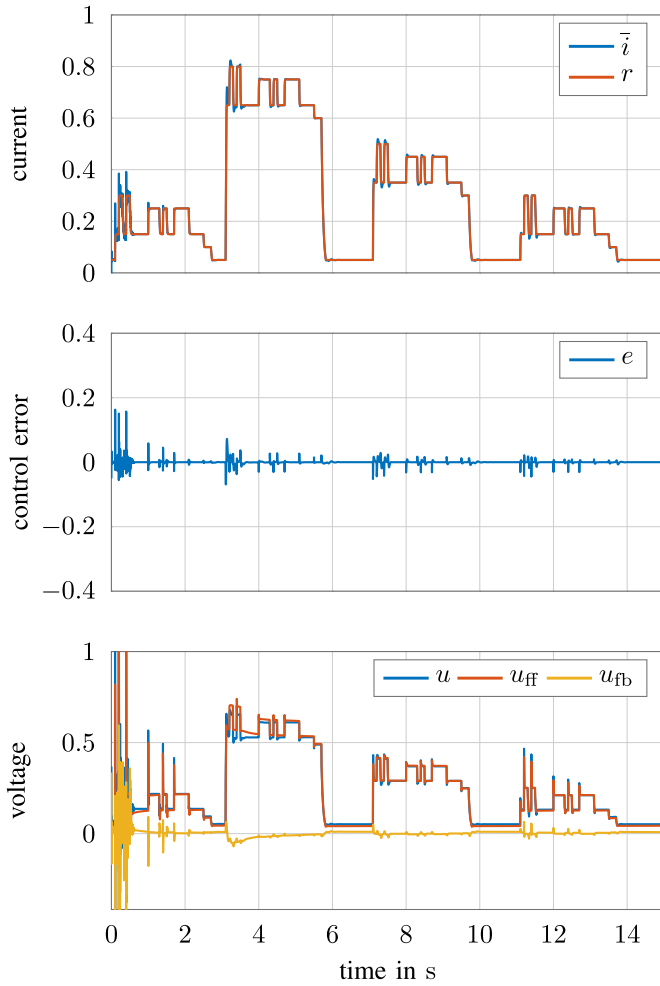 1
0.8
0.6
0.4
0.2
0
current
i̅
r
0.4
0.2
0
−0.2
−0.4
control error
e
1
0.5
0
voltage
u u_ff u_fb
0 2 4 6 8 10 12 14
time in s